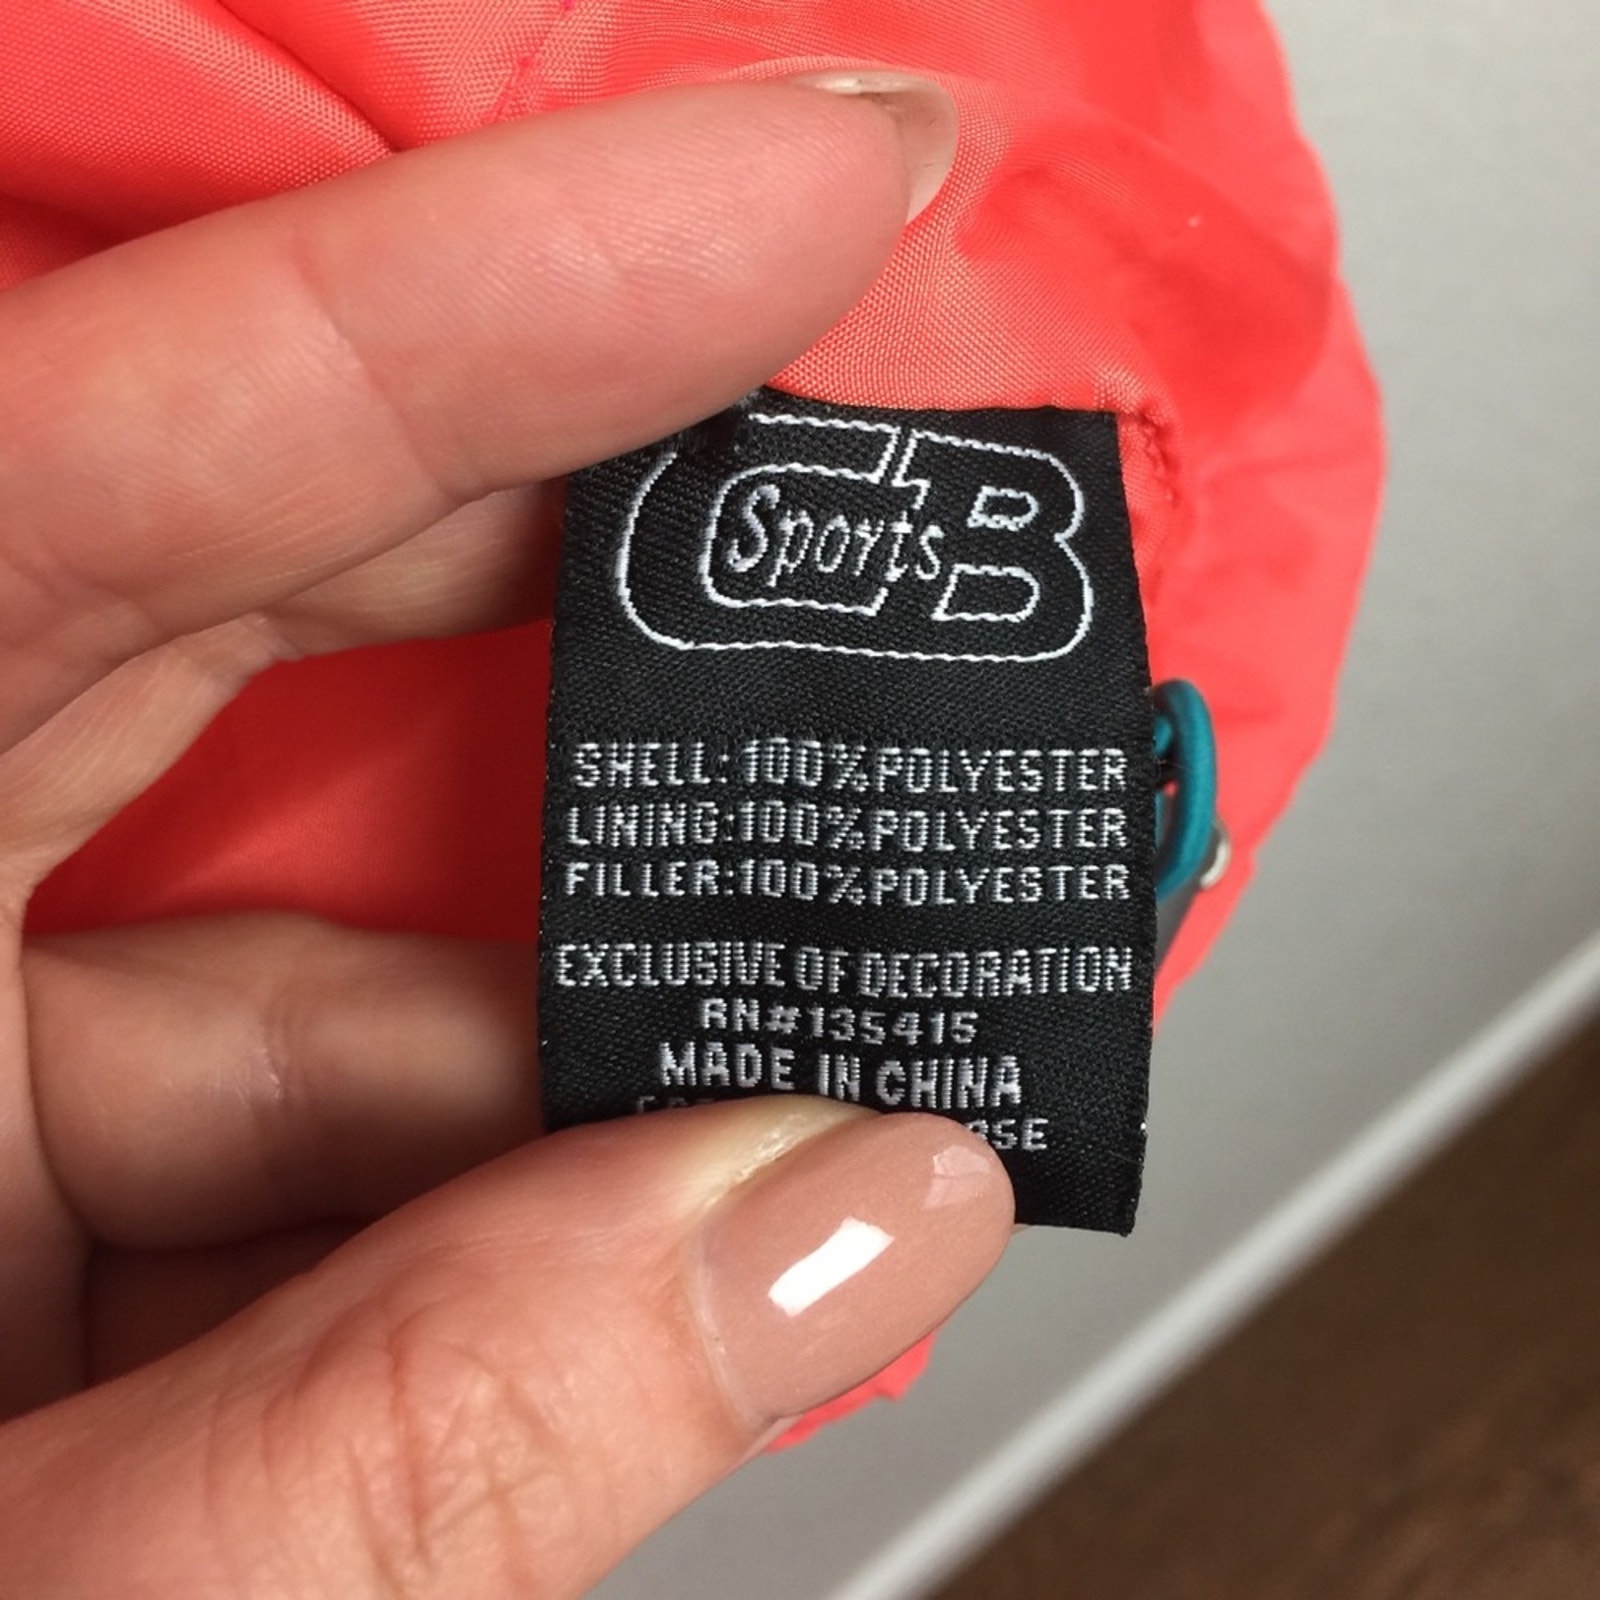 CB
Sports
SHELL:100%POLYESTER
LINING:100%POLYESTER
FILLER:100%POLYESTER
EXCLUSIVE OF DECORATION
RN#135415
MADE IN CHINA